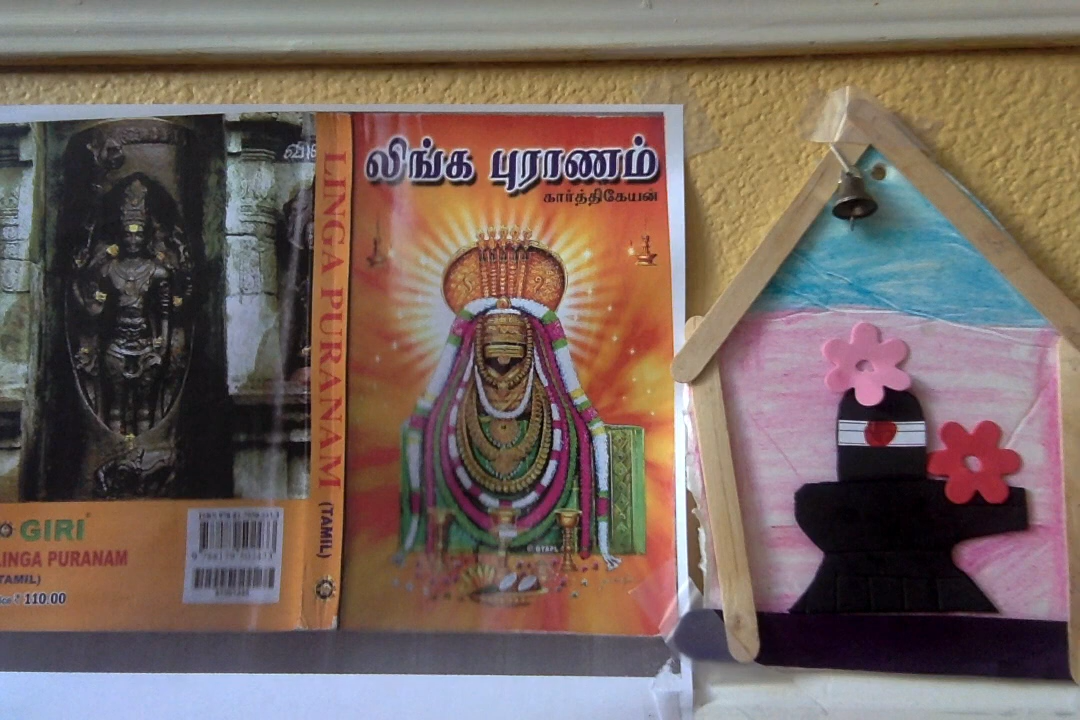 லிங்க புராணம்
கார்த்திகேயன்
LINGA PURANAM (TAMIL)
GIRI
LINGA PURANAM
(TAMIL)
₹ 110.00